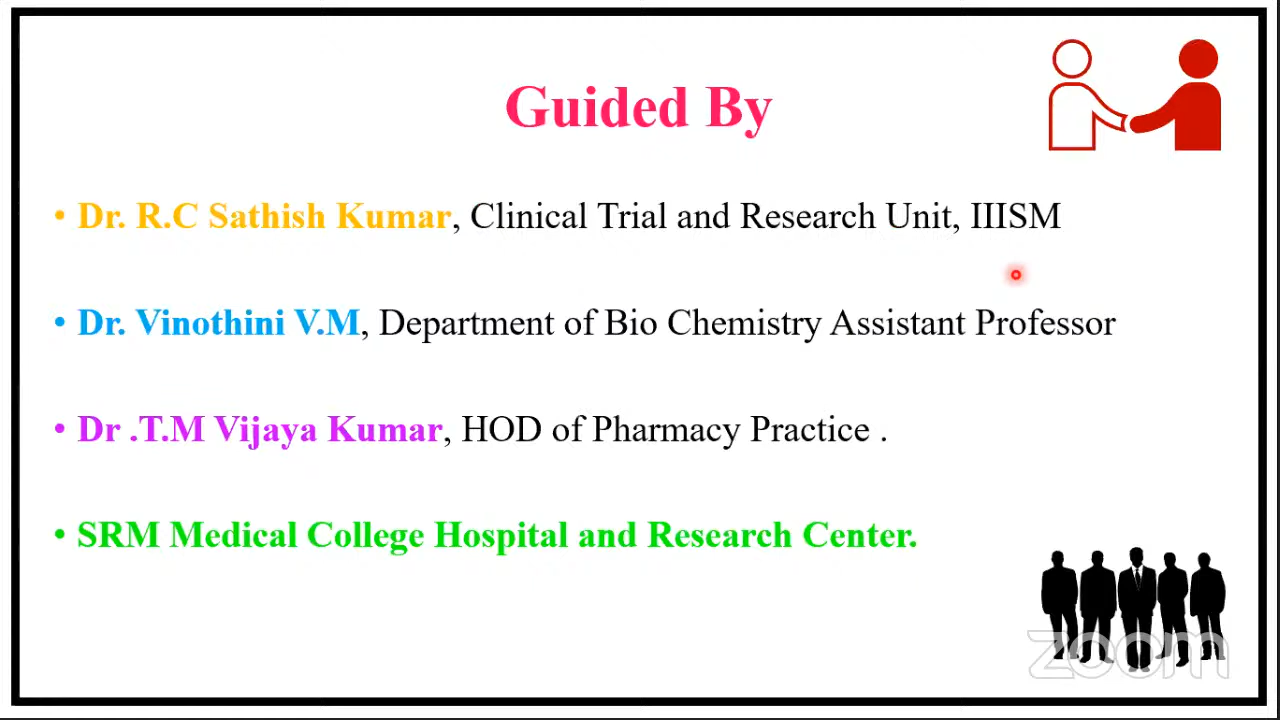 Guided By
• Dr. R.C Sathish Kumar, Clinical Trial and Research Unit, IIISM
• Dr. Vinothini V.M, Department of Bio Chemistry Assistant Professor
• Dr .T.M Vijaya Kumar, HOD of Pharmacy Practice .
• SRM Medical College Hospital and Research Center.
zoom